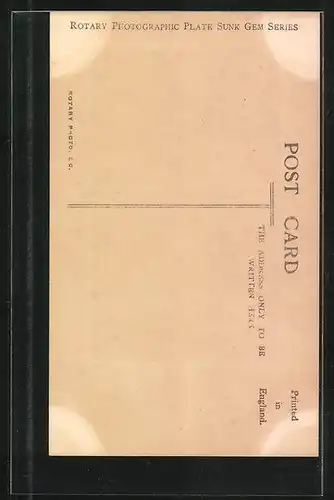 ROTARY PHOTOGRAPHIC PLATE SUNK GEM SERIES
POST CARD
THE ADDRESS ONLY TO BE
WRITTEN HERE
ROTARY PHOTO, E.C.
Printed
in
England.